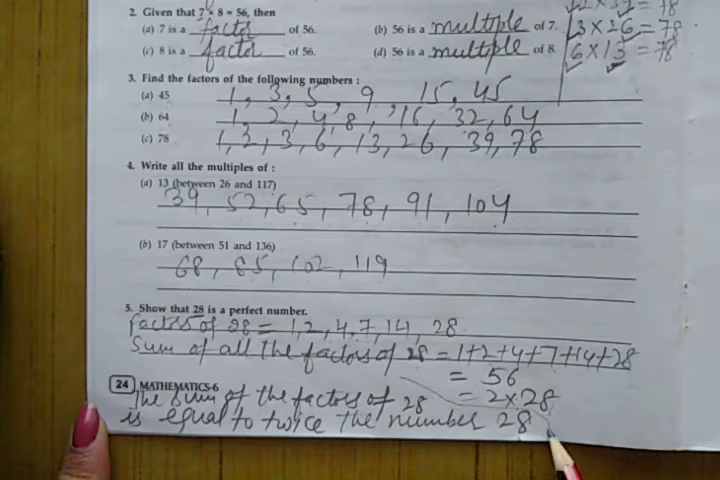 2 × 39 = 78
2. Given that 7 × 8 = 56, then
3 × 26 = 78
(a) 7 is a factor of 56. (b) 56 is a multiple of 7.
6 × 13 = 78
(c) 8 is a factor of 56. (d) 56 is a multiple of 8.
3. Find the factors of the following numbers :
(a) 45 1, 3, 5, 9 15, 45
(b) 64 1, 2, 4, 8, 16, 32, 64
(c) 78 1, 2, 3, 6, 13, 26, 39, 78
4. Write all the multiples of :
(a) 13 (between 26 and 117)
39, 52, 65, 78, 91, 104
(b) 17 (between 51 and 136)
68, 85, 102, 119
5. Show that 28 is a perfect number.
Factors of 28 = 1, 2, 4, 7, 14, 28
Sum of all the factors of 28 = 1+2+4+7+14+28
= 56
24 MATHEMATICS-6
= 2 × 28
The sum of the factors of 28
is equal to twice the number 28